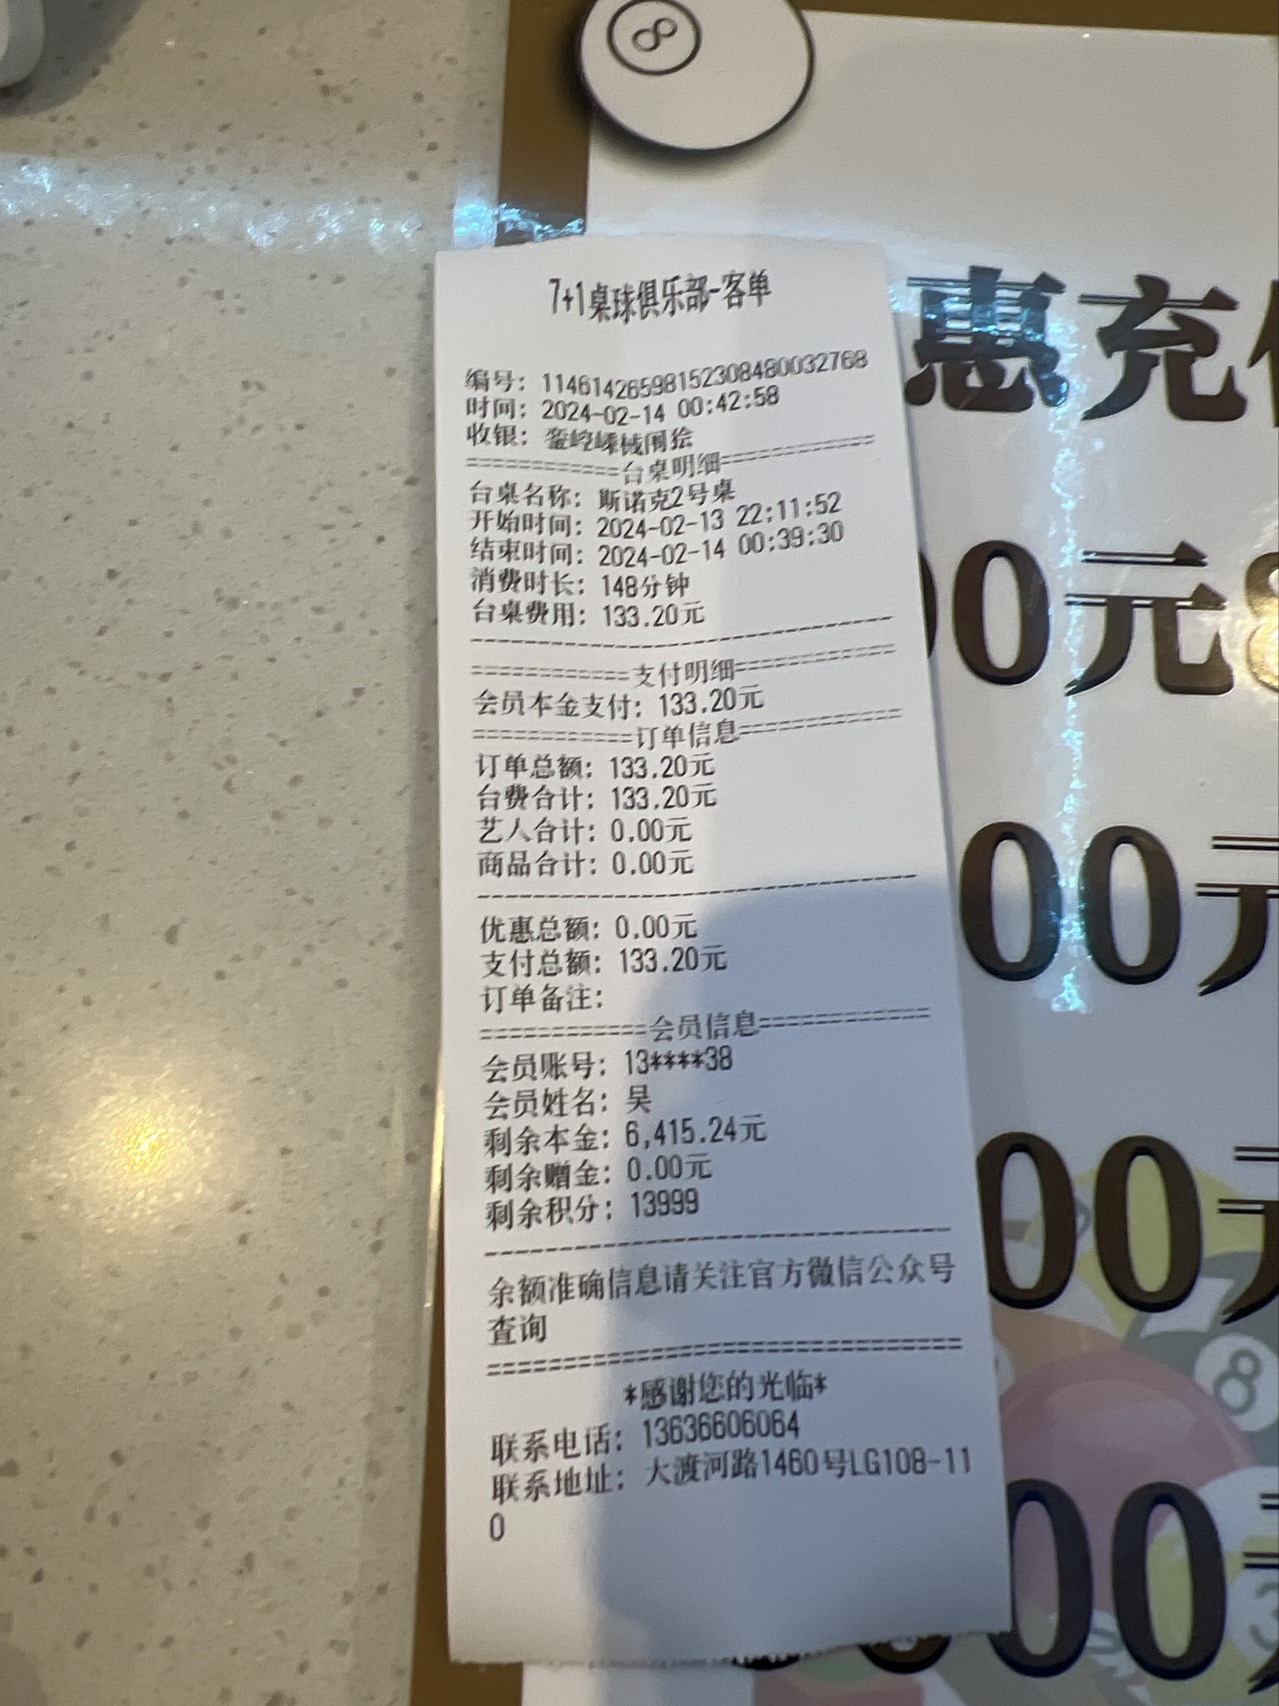 8
7+1桌球俱乐部-客单
编号: 1146142659815230848003​2768
时间: 2024-02-14 00:42:58
收银:
============台桌明细============
台桌名称: 斯诺克2号桌
开始时间: 2024-02-13 22:11:52
结束时间: 2024-02-14 00:39:30
消费时长: 148分钟
台桌费用: 133.20元
============支付明细============
会员本金支付: 133.20元
============订单信息============
订单总额: 133.20元
台费合计: 133.20元
艺人合计: 0.00元
商品合计: 0.00元
优惠总额: 0.00元
支付总额: 133.20元
订单备注:
============会员信息============
会员账号: 13****38
会员姓名: 吴
剩余本金: 6,415.24元
剩余赠金: 0.00元
剩余积分: 13999
余额准确信息请关注官方微信公众号
查询
*感谢您的光临*
联系电话: 13636606064
联系地址: 大渡河路1460号LG108-11
0
惠充
00元8
00元
00元
8
00
3